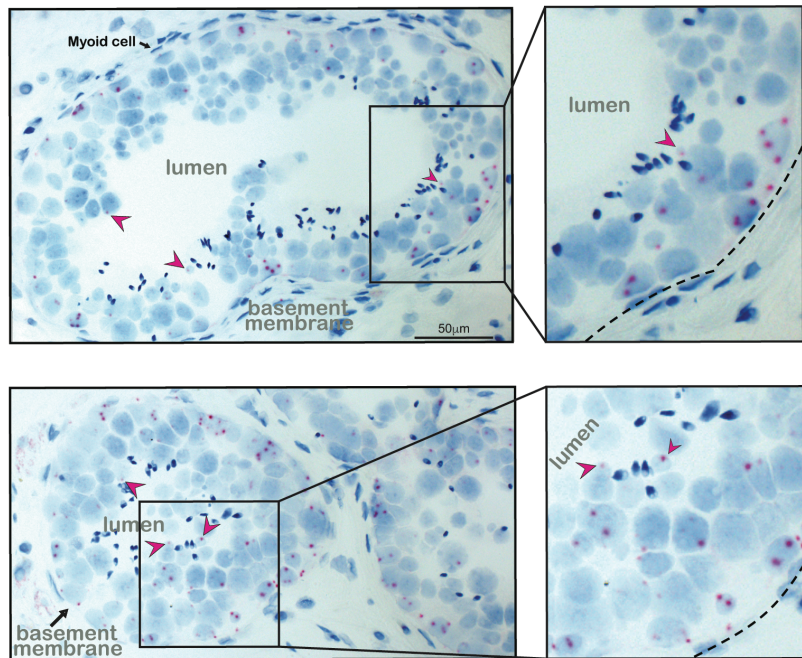 Myoid cell
lumen
basement
membrane
50µm
lumen
lumen
basement
membrane
lumen